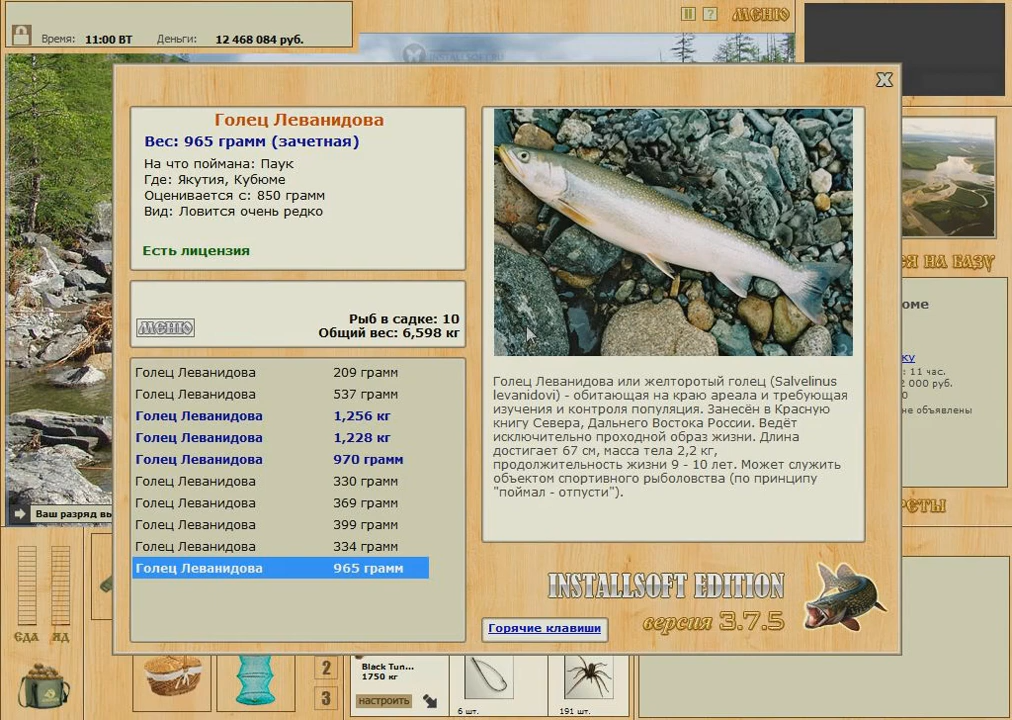 МЕНЮ
Время: 11:00 ВТ Деньги: 12 468 084 руб.
INSTALLSOFT.RU
X
Голец Леванидова
Вес: 965 грамм (зачетная)
На что поймана: Паук
Где: Якутия, Кубюме
Оценивается с: 850 грамм
Вид: Ловится очень редко
Есть лицензия
МЕНЮ
Рыб в садке: 10
Общий вес: 6,598 кг
Голец Леванидова 209 грамм
Голец Леванидова 537 грамм
Голец Леванидова 1,256 кг
Голец Леванидова 1,228 кг
Голец Леванидова 970 грамм
Голец Леванидова 330 грамм
Голец Леванидова 369 грамм
Голец Леванидова 399 грамм
Голец Леванидова 334 грамм
Голец Леванидова 965 грамм
Голец Леванидова или желторотый голец (Salvelinus
levanidovi) - обитающая на краю ареала и требующая
изучения и контроля популяция. Занесён в Красную
книгу Севера, Дальнего Востока России. Ведёт
исключительно проходной образ жизни. Длина
достигает 67 см, масса тела 2,2 кг,
продолжительность жизни 9 - 10 лет. Может служить
объектом спортивного рыболовства (по принципу
"поймал - отпусти").
INSTALLSOFT EDITION
версия 3.7.5
Горячие клавиши
СЯ НА БАЗУ
оме
ку
: 11 час.
2 000 руб.
0
не объявлены
РЕТЫ
Ваш разряд вы
ЕДА
Black Tun...
1750 кг
настроить
2
3
6 шт.
191 шт.